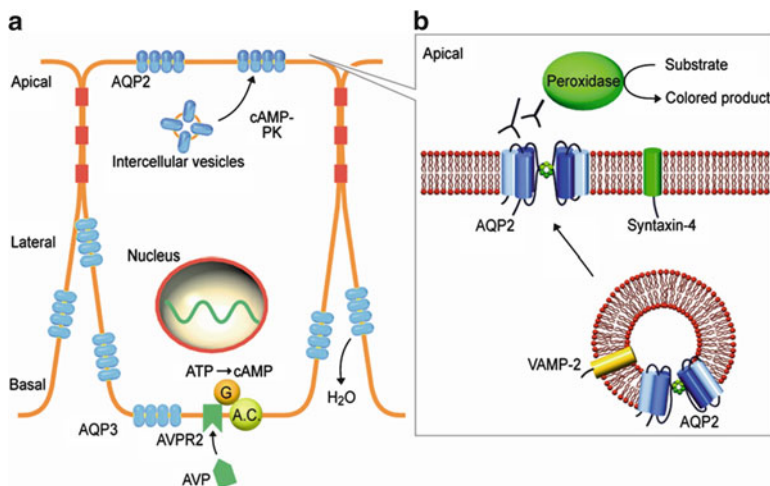 a
Apical
AQP2
cAMP-
PK
Intercellular vesicles
Lateral
Nucleus
ATP → cAMP
G
A.C.
Basal
AQP3
AVPR2
AVP
H₂O
b
Apical
Peroxidase
Substrate
Colored product
AQP2
Syntaxin-4
VAMP-2
AQP2